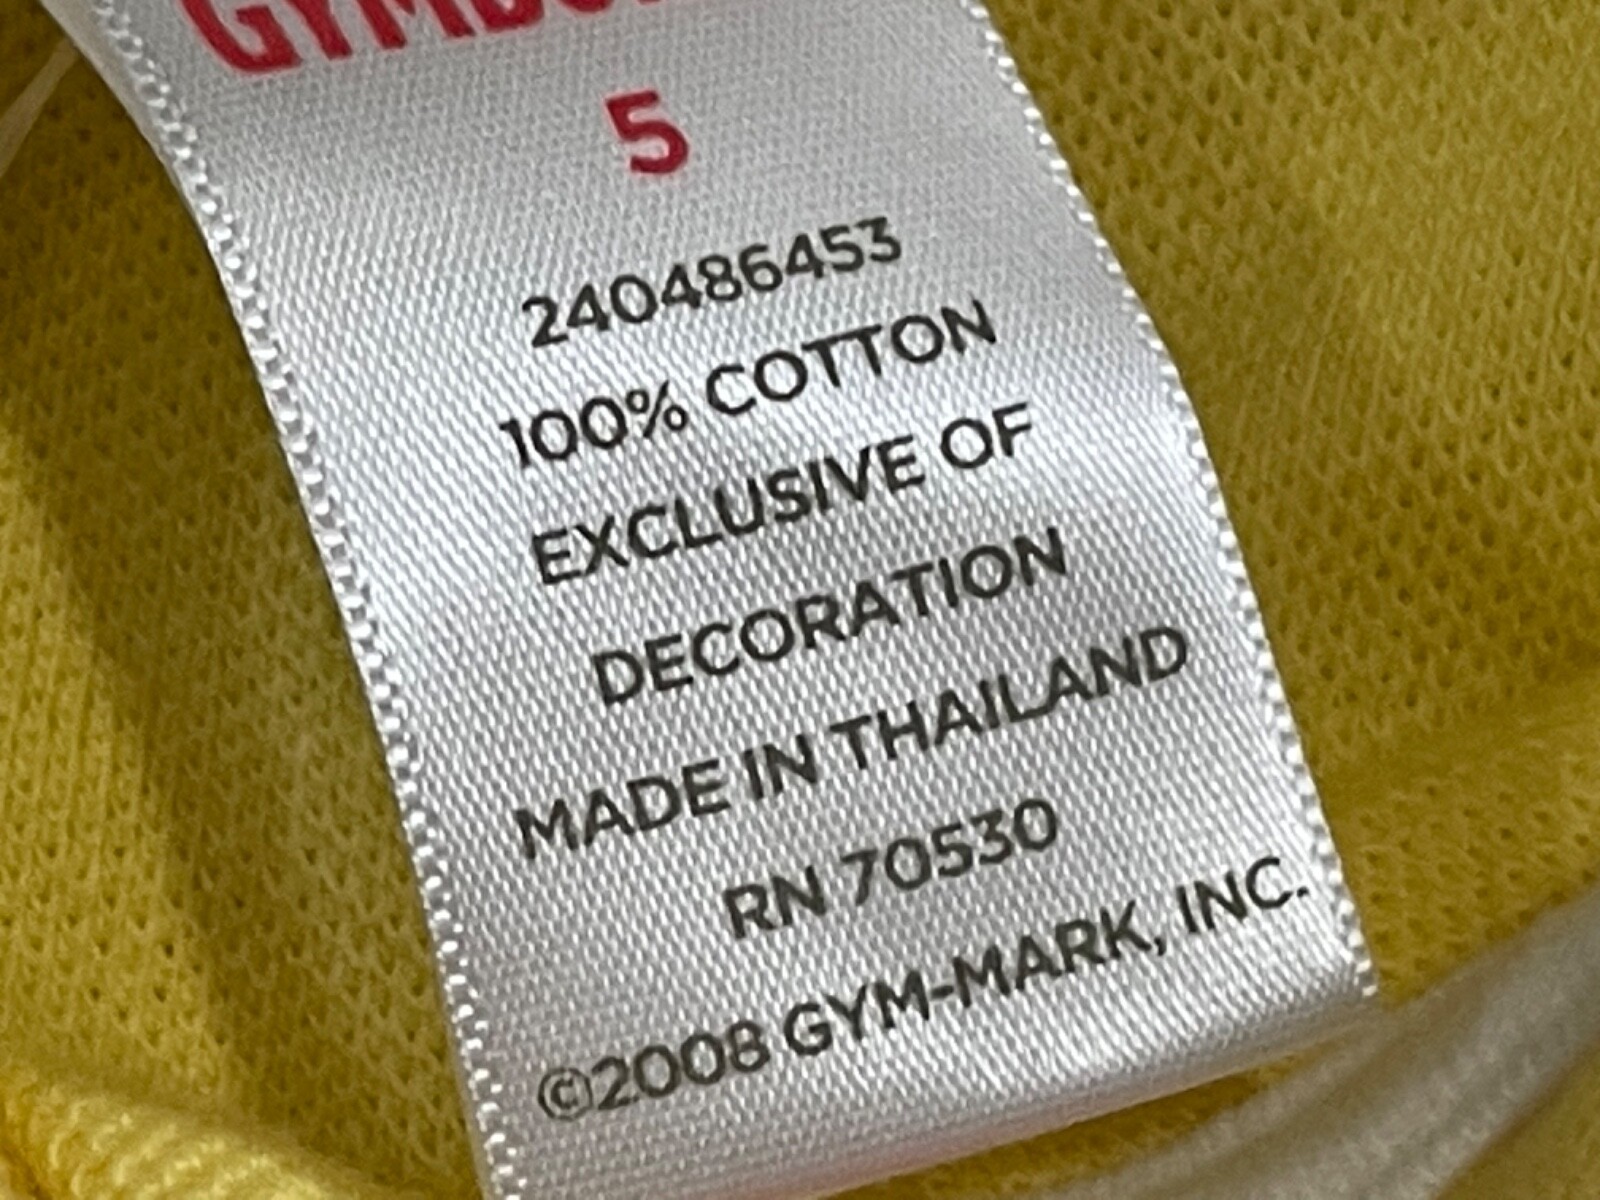 5
240486453
100% COTTON
EXCLUSIVE OF
DECORATION
MADE IN THAILAND
RN 70530
©2008 GYM-MARK, INC.